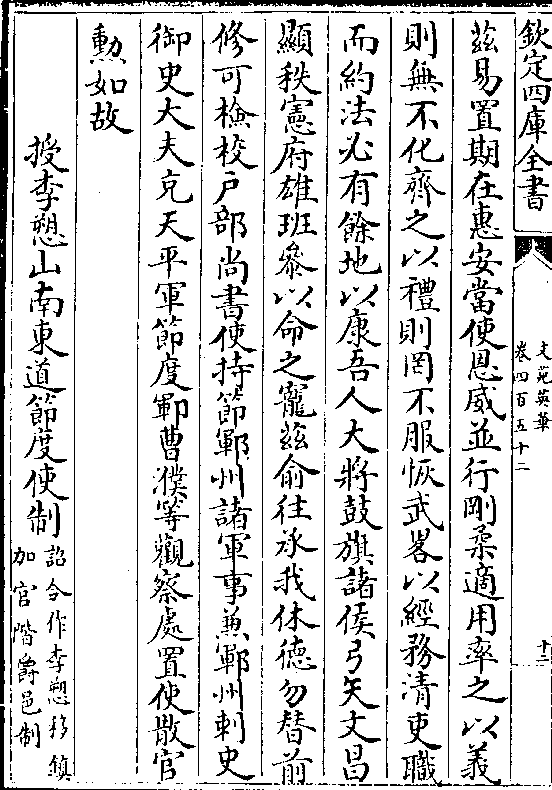 欽定四庫全書
文苑英華
卷四百五十二
十二
茲易置期在惠安當使恩威並行剛柔適用率之以義
則無不化齊之以禮則罔不服恢武畧以經務清吏職
而約法必有餘地以康吾人大將鼓旗諸侯弓矢文昌
顯秩憲府雄班叅以命之寵茲俞往承我休德勿替前
修可檢校戸部尚書使持節鄆州諸軍事兼鄆州刺史
御史大夫充天平軍節度鄆曹濮等觀察處置使散官
勲如故
授李愬山南東道節度使制
詔合作李愬移鎮
加官階爵邑制